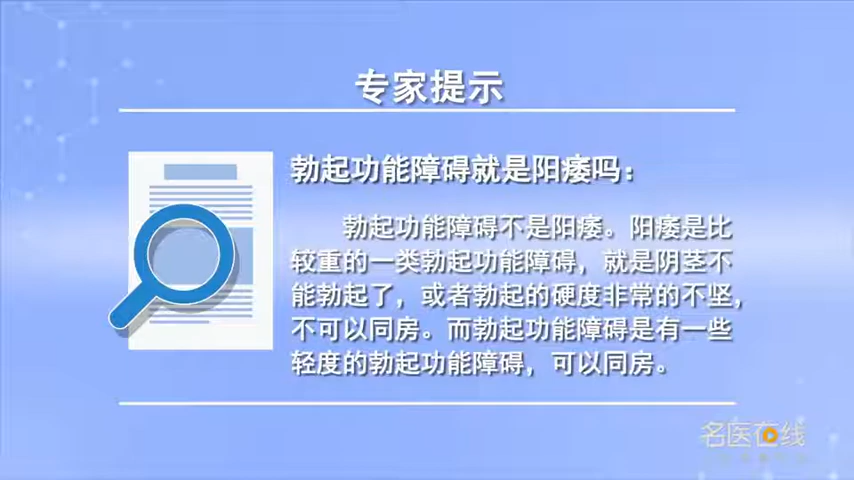 专家提示
勃起功能障碍就是阳痿吗：
勃起功能障碍不是阳痿。阳痿是比
较重的一类勃起功能障碍，就是阴茎不
能勃起了，或者勃起的硬度非常的不坚，
不可以同房。而勃起功能障碍是有一些
轻度的勃起功能障碍，可以同房。
名医在线